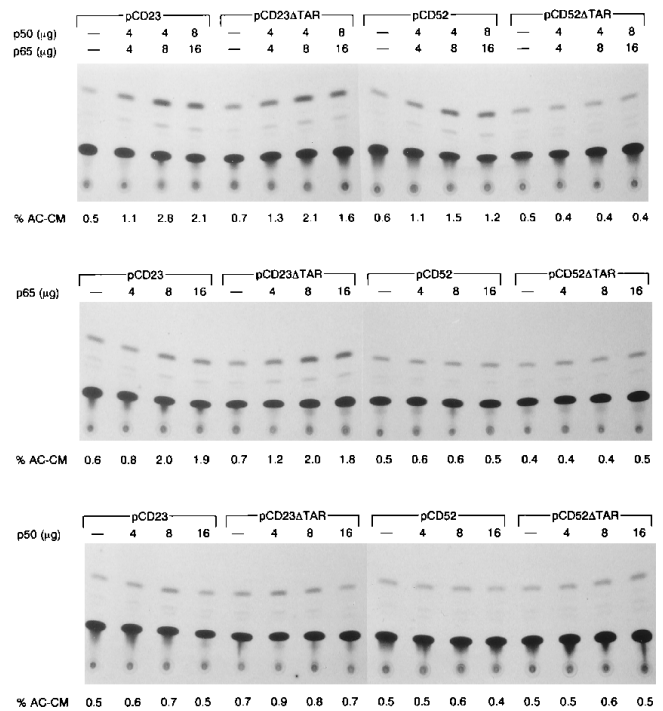 pCD23 pCD23ΔTAR pCD52 pCD52ΔTAR
p50 (μg) — 4 4 8 — 4 4 8 — 4 4 8 — 4 4 8
p65 (μg) 4 8 16 4 8 16 4 8 16 4 8 16
% AC-CM 0.5 1.1 2.8 2.1 0.7 1.3 2.1 1.6 0.6 1.1 1.5 1.2 0.5 0.4 0.4 0.4
pCD23 pCD23ΔTAR pCD52 pCD52ΔTAR
p65 (μg) — 4 8 16 — 4 8 16 — 4 8 16 — 4 8 16
% AC-CM 0.6 0.8 2.0 1.9 0.7 1.2 2.0 1.8 0.5 0.6 0.6 0.5 0.4 0.4 0.4 0.5
pCD23 pCD23ΔTAR pCD52 pCD52ΔTAR
p50 (μg) — 4 8 16 — 4 8 16 — 4 8 16 — 4 8 16
% AC-CM 0.5 0.6 0.7 0.5 0.7 0.9 0.8 0.7 0.5 0.5 0.6 0.4 0.5 0.5 0.6 0.5